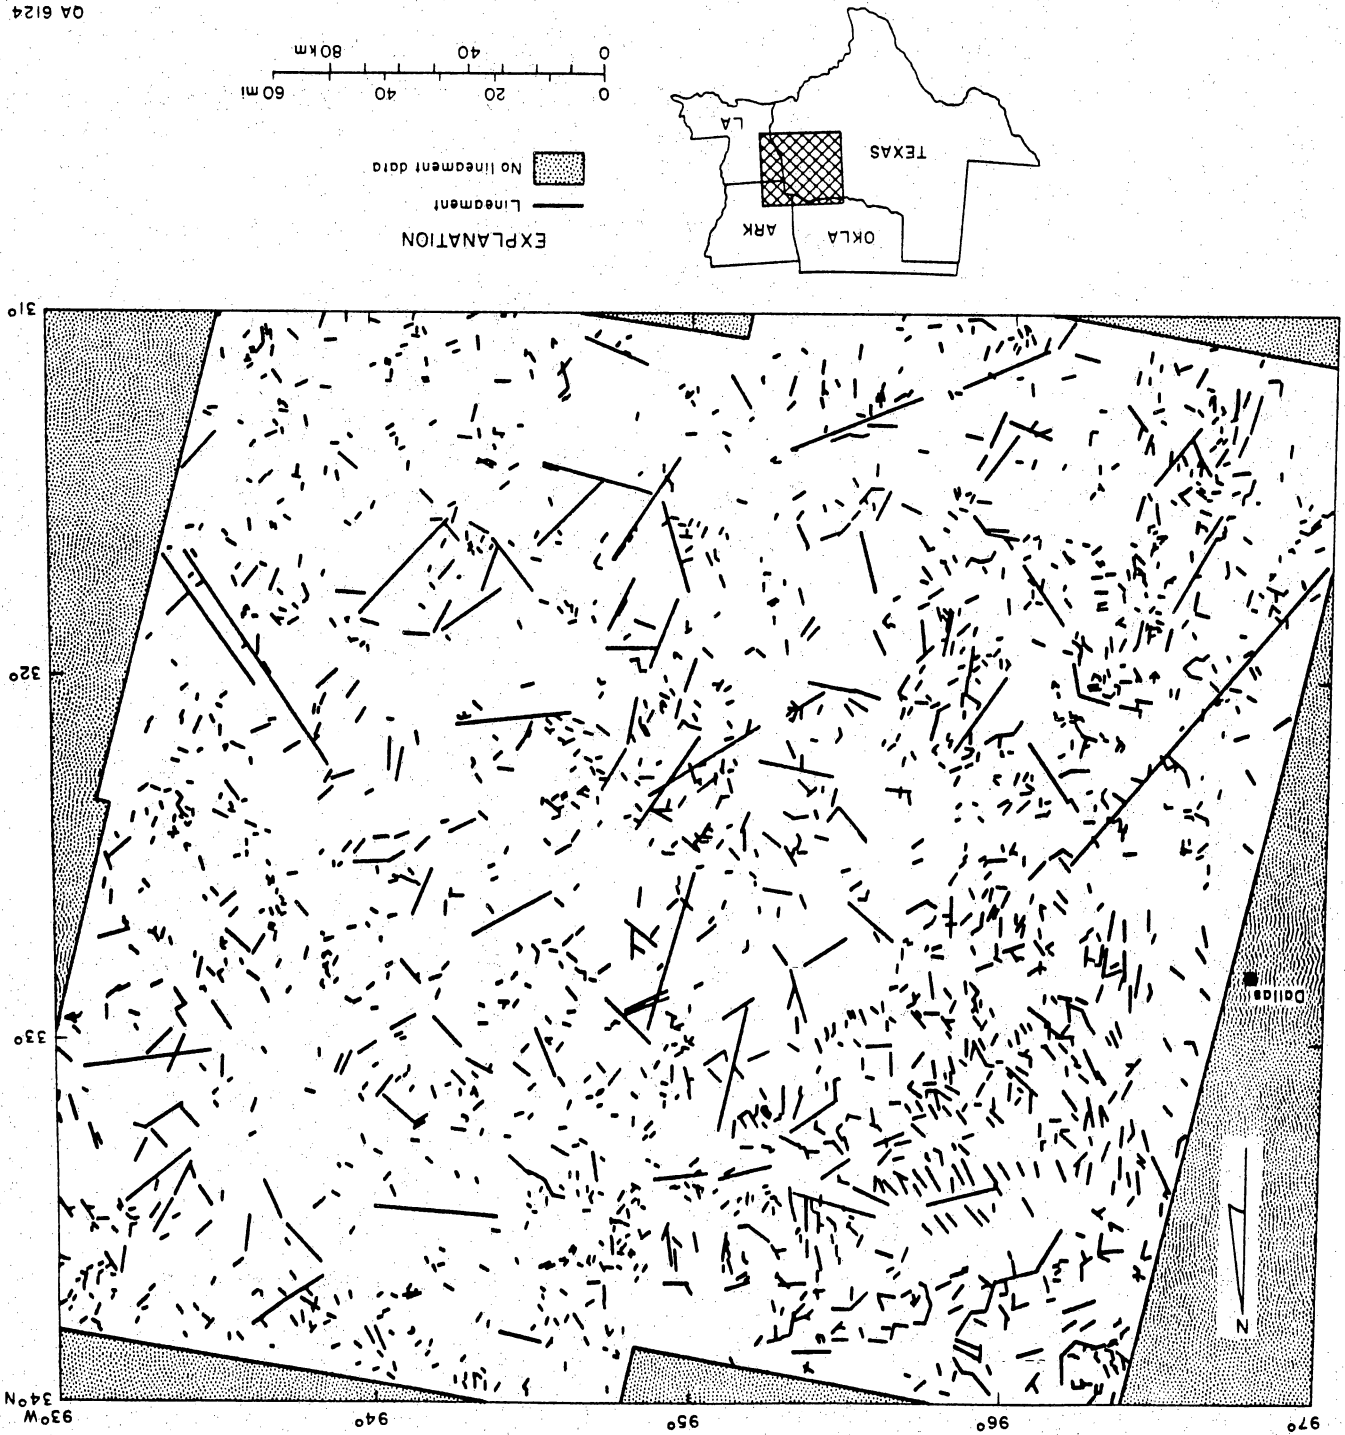 97°
96°
95°
94°
93°W
34°N
N
Dallas
33°
32°
31°
EXPLANATION
Lineament
No lineament data
0 20 40 60 mi
0 40 80 km
OKLA
ARK
TEXAS
LA
QA 6124